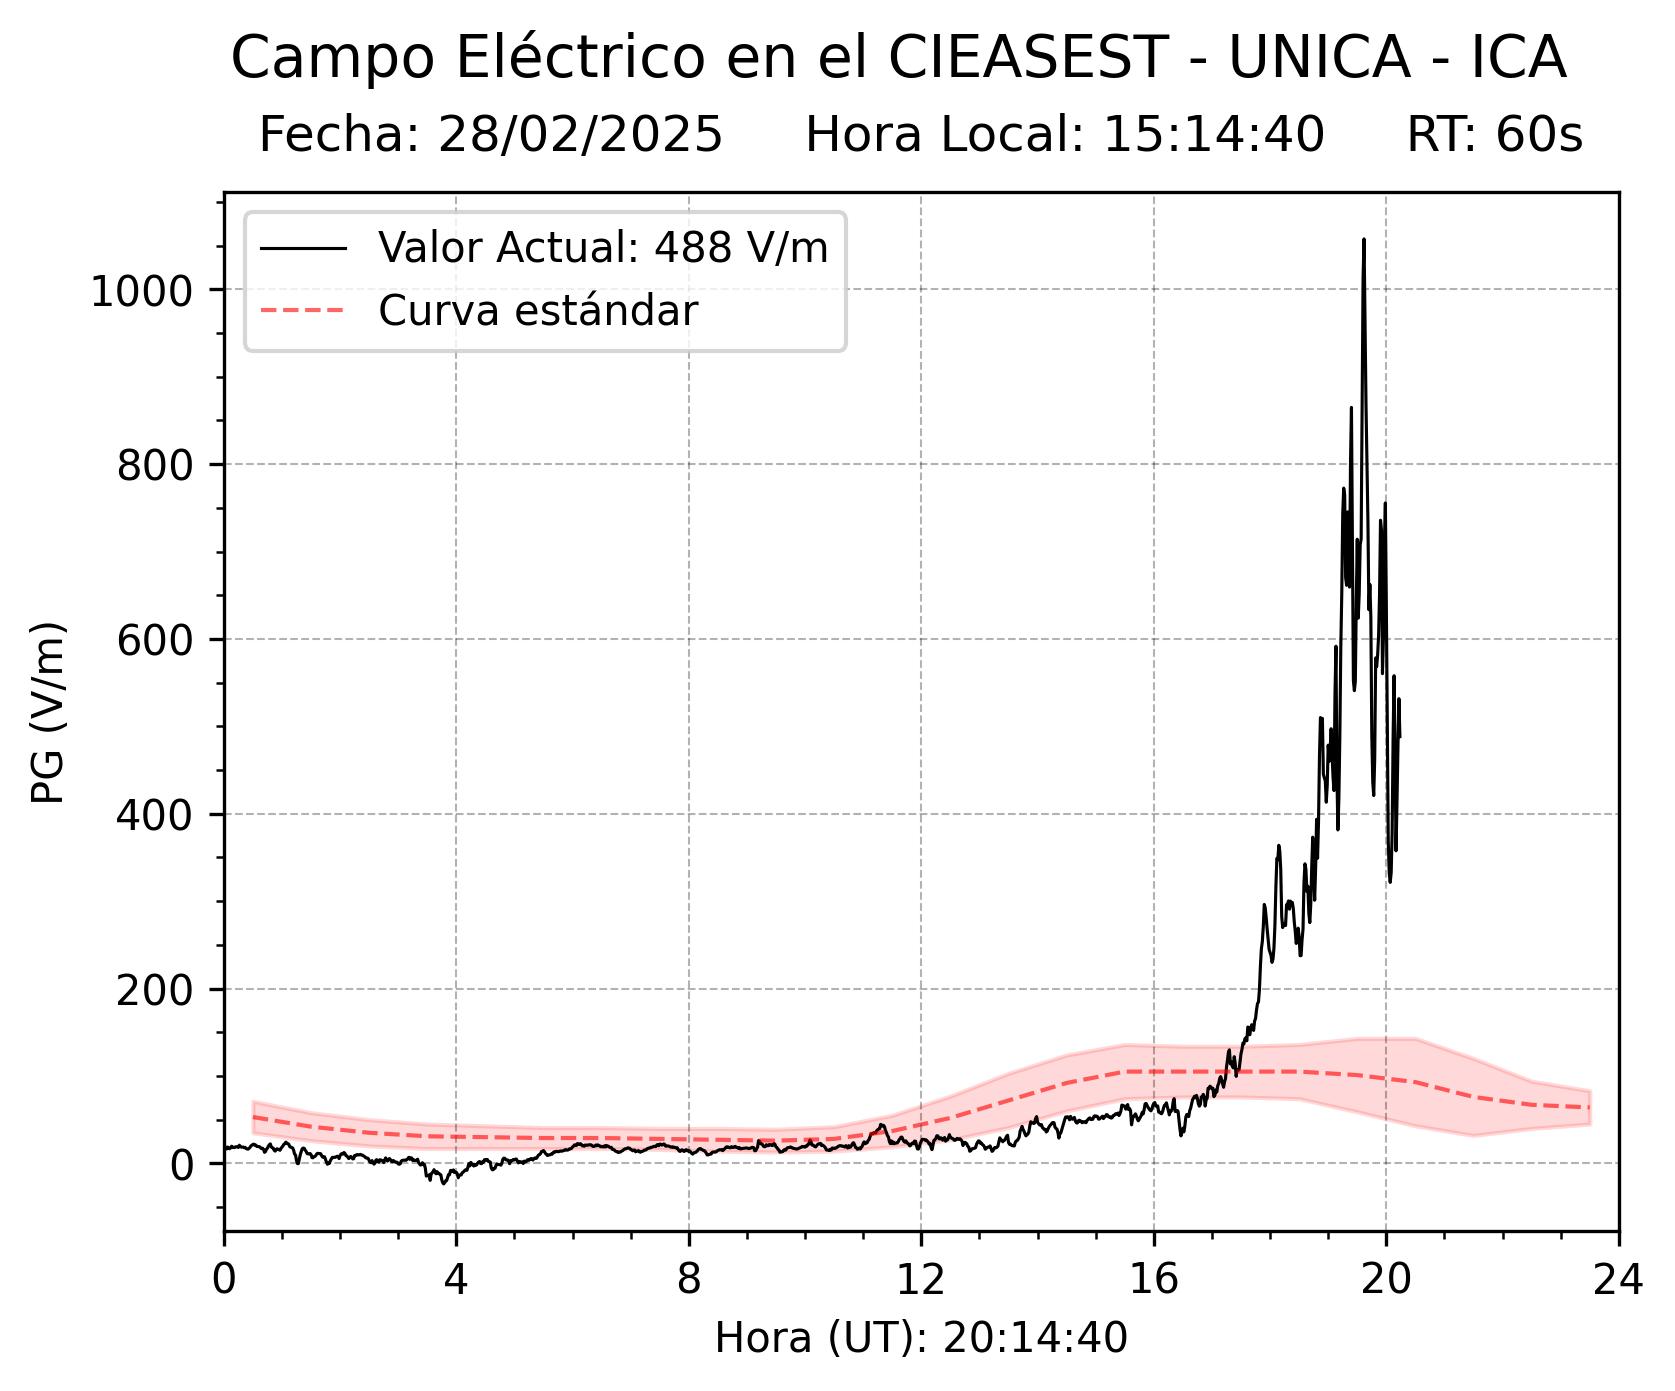 Campo Eléctrico en el CIEASEST - UNICA - ICA
Fecha: 28/02/2025 Hora Local: 15:14:40 RT: 60s
Valor Actual: 488 V/m
Curva estándar
PG (V/m)
1000
800
600
400
200
0
0 4 8 12 16 20 24
Hora (UT): 20:14:40